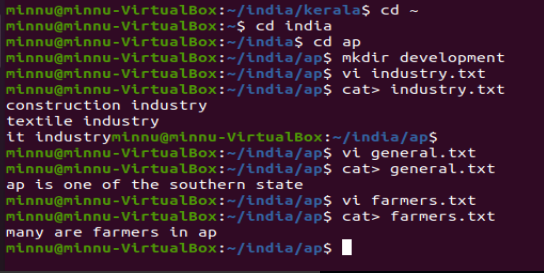 minnu@minnu-VirtualBox:~/india/kerala$ cd ~
minnu@minnu-VirtualBox:~$ cd india
minnu@minnu-VirtualBox:~/india$ cd ap
minnu@minnu-VirtualBox:~/india/ap$ mkdir development
minnu@minnu-VirtualBox:~/india/ap$ vi industry.txt
minnu@minnu-VirtualBox:~/india/ap$ cat> industry.txt
construction industry
textile industry
it industryminnu@minnu-VirtualBox:~/india/ap$
minnu@minnu-VirtualBox:~/india/ap$ vi general.txt
minnu@minnu-VirtualBox:~/india/ap$ cat> general.txt
ap is one of the southern state
minnu@minnu-VirtualBox:~/india/ap$ vi farmers.txt
minnu@minnu-VirtualBox:~/india/ap$ cat> farmers.txt
many are farmers in ap
minnu@minnu-VirtualBox:~/india/ap$